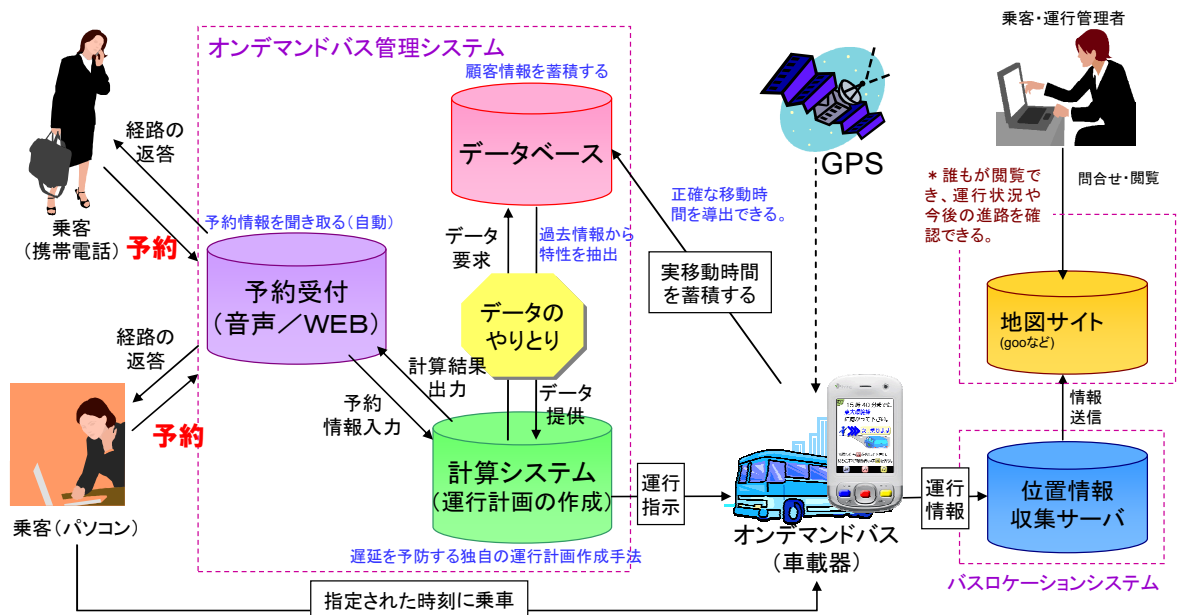 オンデマンドバス管理システム
顧客情報を蓄積する
データベース
GPS
乗客・運行管理者
経路の
返答
乗客
(携帯電話)
予約
予約情報を聞き取る(自動)
予約受付
(音声/WEB)
データ
要求
過去情報から
特性を抽出
正確な移動時
間を導出できる。
実移動時間
を蓄積する
*誰もが閲覧で
き、運行状況や
今後の進路を確
認できる。
問合せ・閲覧
地図サイト
(gooなど)
データの
やりとり
経路の
返答
予約
計算結果
出力
予約
情報入力
データ
提供
情報
送信
計算システム
(運行計画の作成)
運行
指示
運行
情報
位置情報
収集サーバ
乗客(パソコン)
オンデマンドバス
(車載器)
遅延を予防する独自の運行計画作成手法
バスロケーションシステム
指定された時刻に乗車